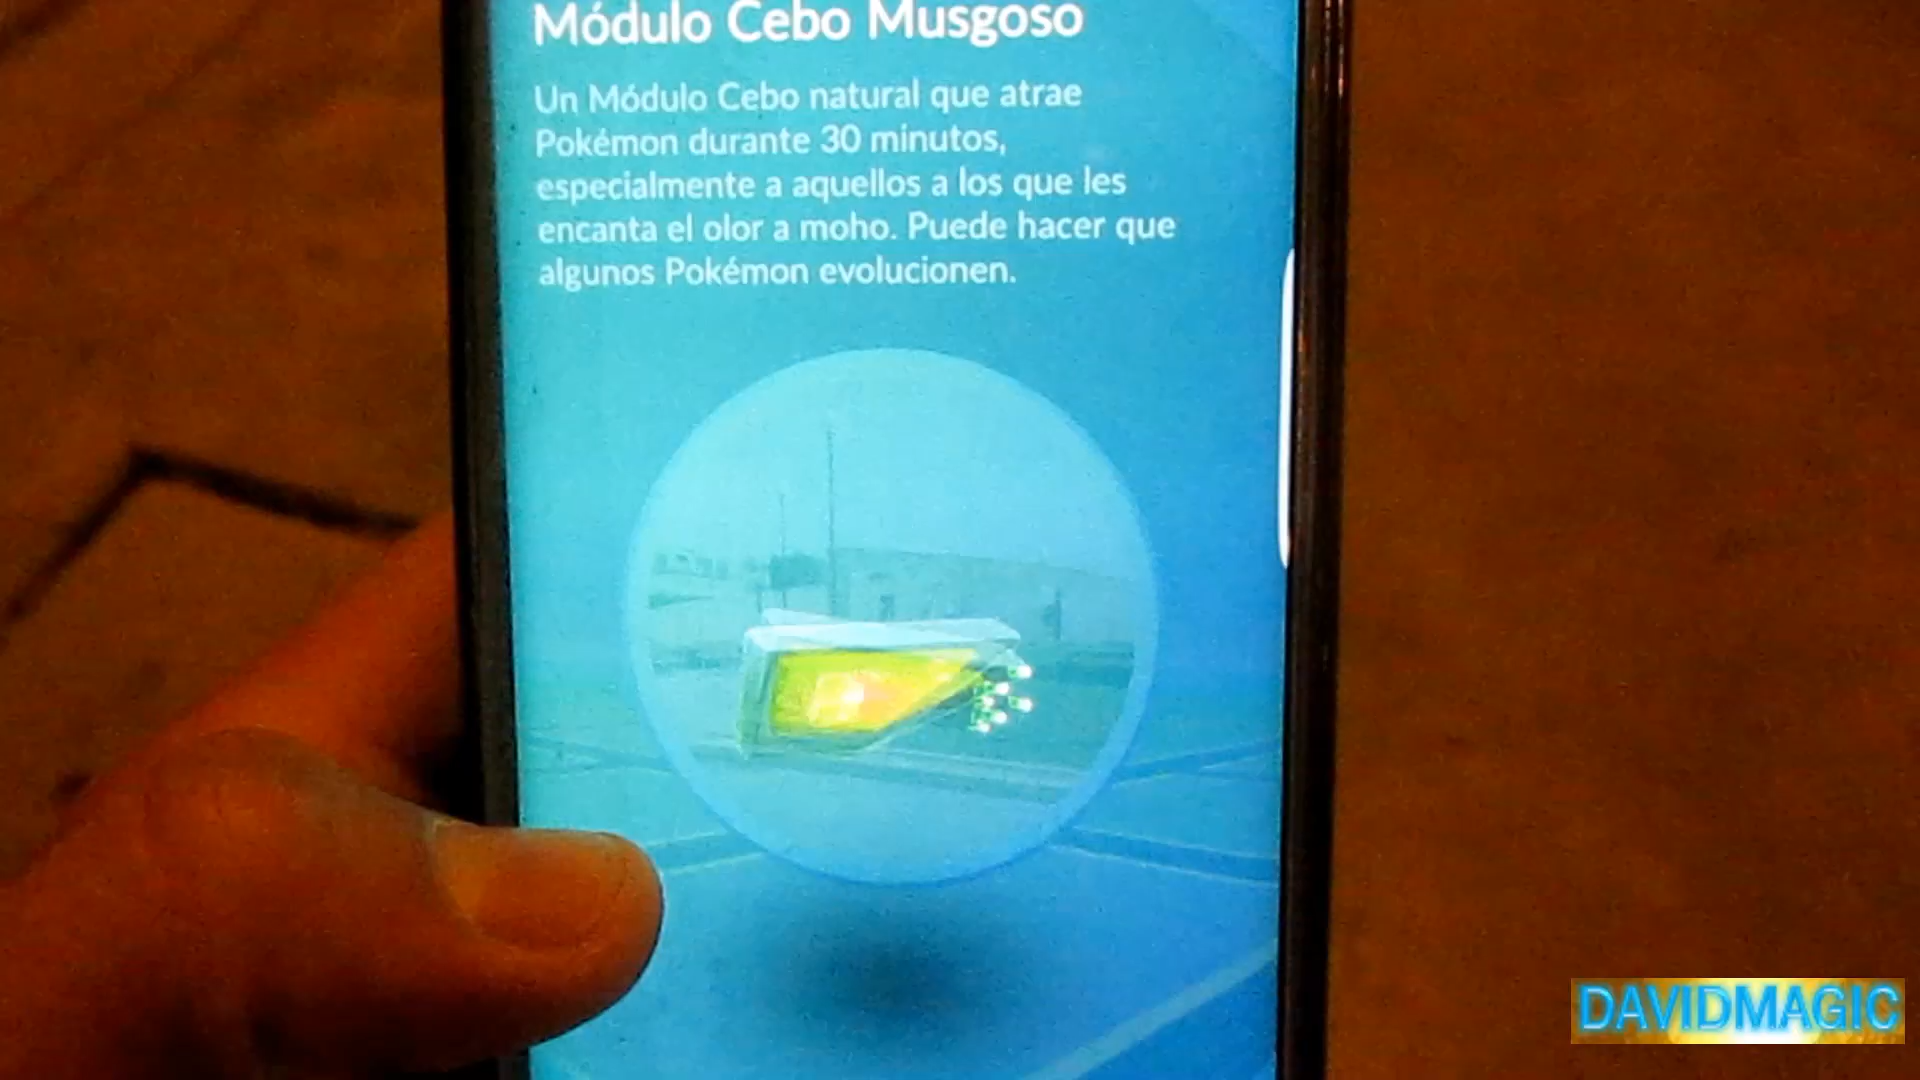 Módulo Cebo Musgoso
Un Módulo Cebo natural que atrae
Pokémon durante 30 minutos,
especialmente a aquellos a los que les
encanta el olor a moho. Puede hacer que
algunos Pokémon evolucionen.
DAVIDMAGIC